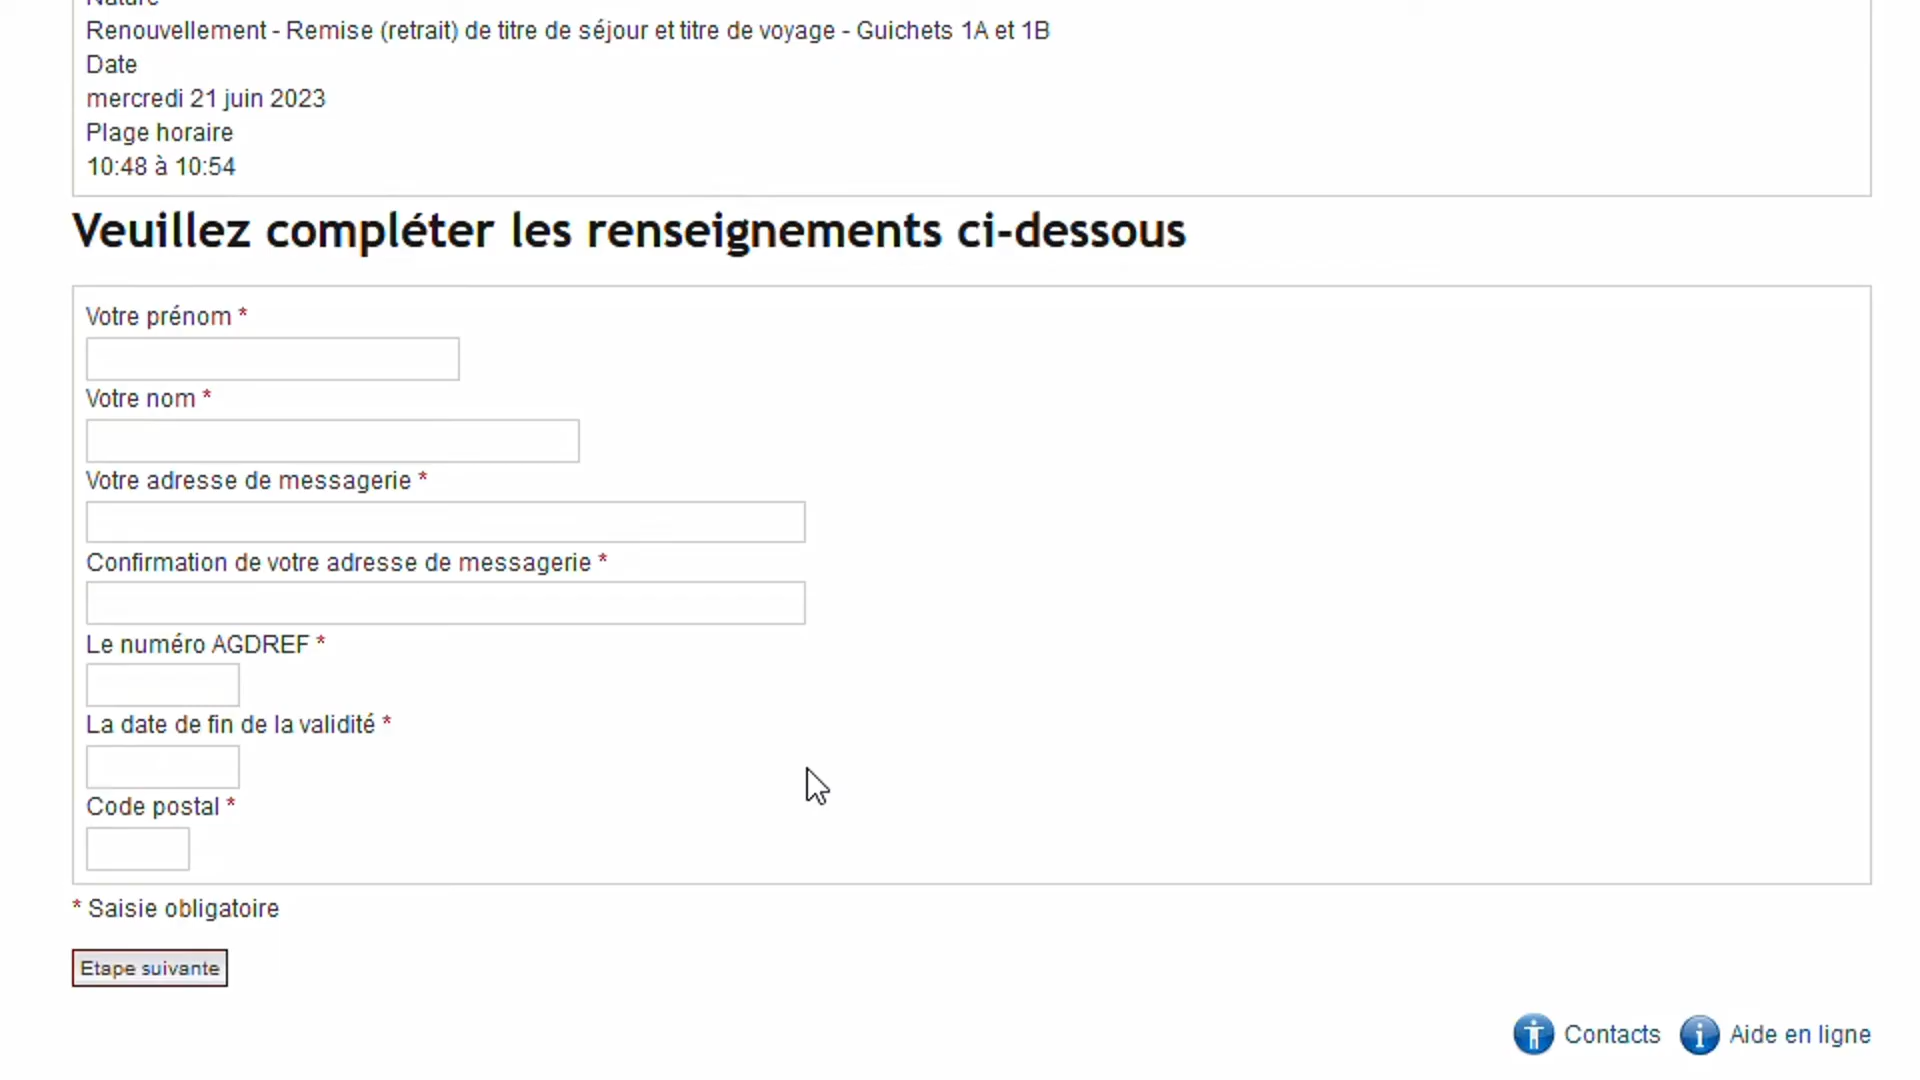 Nature
Renouvellement - Remise (retrait) de titre de séjour et titre de voyage - Guichets 1A et 1B
Date
mercredi 21 juin 2023
Plage horaire
10:48 à 10:54
Veuillez compléter les renseignements ci-dessous
Votre prénom *
Votre nom *
Votre adresse de messagerie *
Confirmation de votre adresse de messagerie *
Le numéro AGDREF *
La date de fin de la validité *
Code postal *
* Saisie obligatoire
Etape suivante
Contacts Aide en ligne